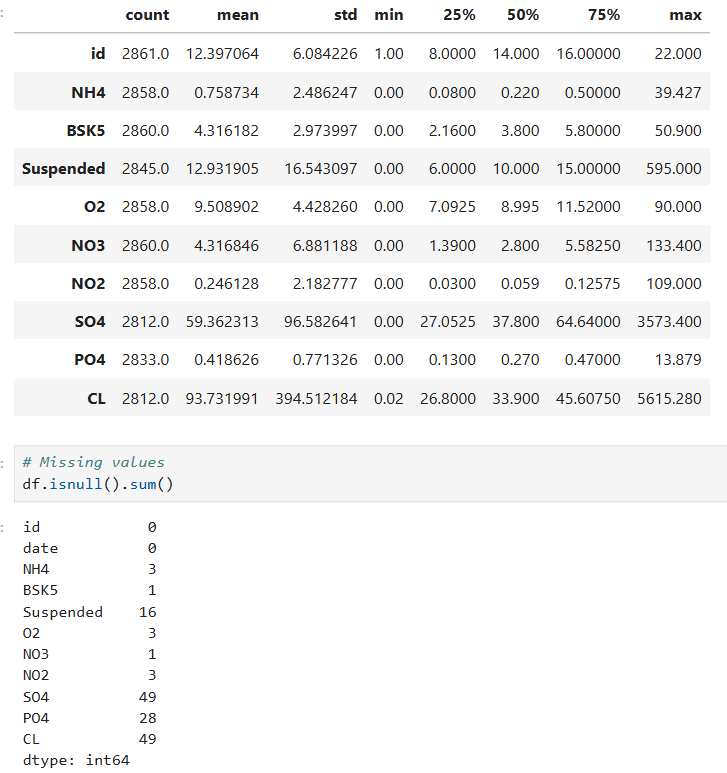 count mean std min 25% 50% 75% max
id 2861.0 12.397064 6.084226 1.00 8.0000 14.000 16.00000 22.000
NH4 2858.0 0.758734 2.486247 0.00 0.0800 0.220 0.50000 39.427
BSK5 2860.0 4.316182 2.973997 0.00 2.1600 3.800 5.80000 50.900
Suspended 2845.0 12.931905 16.543097 0.00 6.0000 10.000 15.00000 595.000
O2 2858.0 9.508902 4.428260 0.00 7.0925 8.995 11.52000 90.000
NO3 2860.0 4.316846 6.881188 0.00 1.3900 2.800 5.58250 133.400
NO2 2858.0 0.246128 2.182777 0.00 0.0300 0.059 0.12575 109.000
SO4 2812.0 59.362313 96.582641 0.00 27.0525 37.800 64.64000 3573.400
PO4 2833.0 0.418626 0.771326 0.00 0.1300 0.270 0.47000 13.879
CL 2812.0 93.731991 394.512184 0.02 26.8000 33.900 45.60750 5615.280
# Missing values
df.isnull().sum()
id 0
date 0
NH4 3
BSK5 1
Suspended 16
O2 3
NO3 1
NO2 3
SO4 49
PO4 28
CL 49
dtype: int64